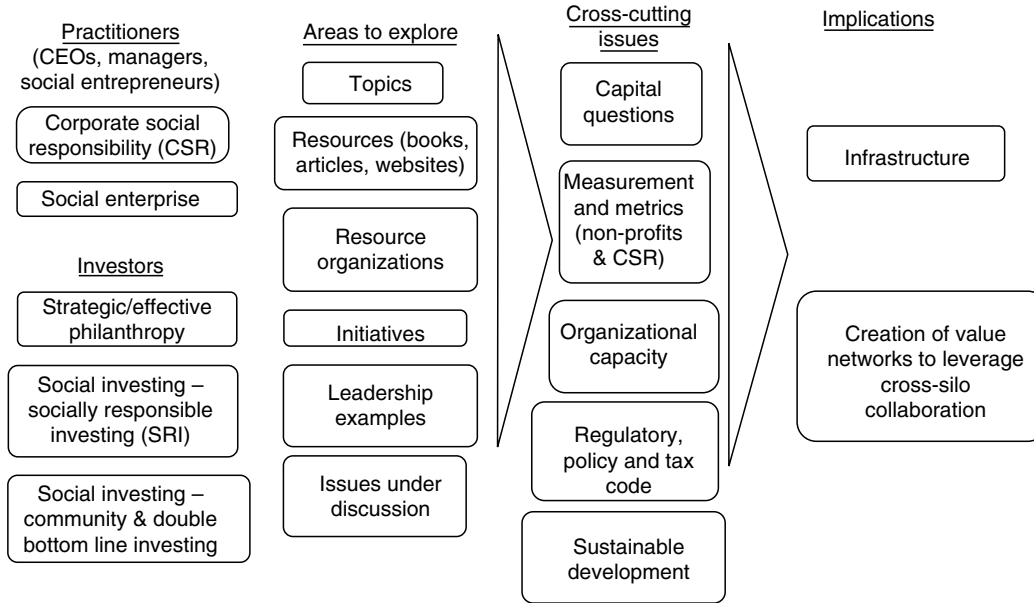 Practitioners
(CEOs, managers,
social entrepreneurs)
Corporate social
responsibility (CSR)
Social enterprise
Investors
Strategic/effective
philanthropy
Social investing –
socially responsible
investing (SRI)
Social investing –
community & double
bottom line investing
Areas to explore
Topics
Resources (books,
articles, websites)
Resource
organizations
Initiatives
Leadership
examples
Issues under
discussion
Cross-cutting
issues
Capital
questions
Measurement
and metrics
(non-profits
& CSR)
Organizational
capacity
Regulatory,
policy and tax
code
Sustainable
development
Implications
Infrastructure
Creation of value
networks to leverage
cross-silo
collaboration